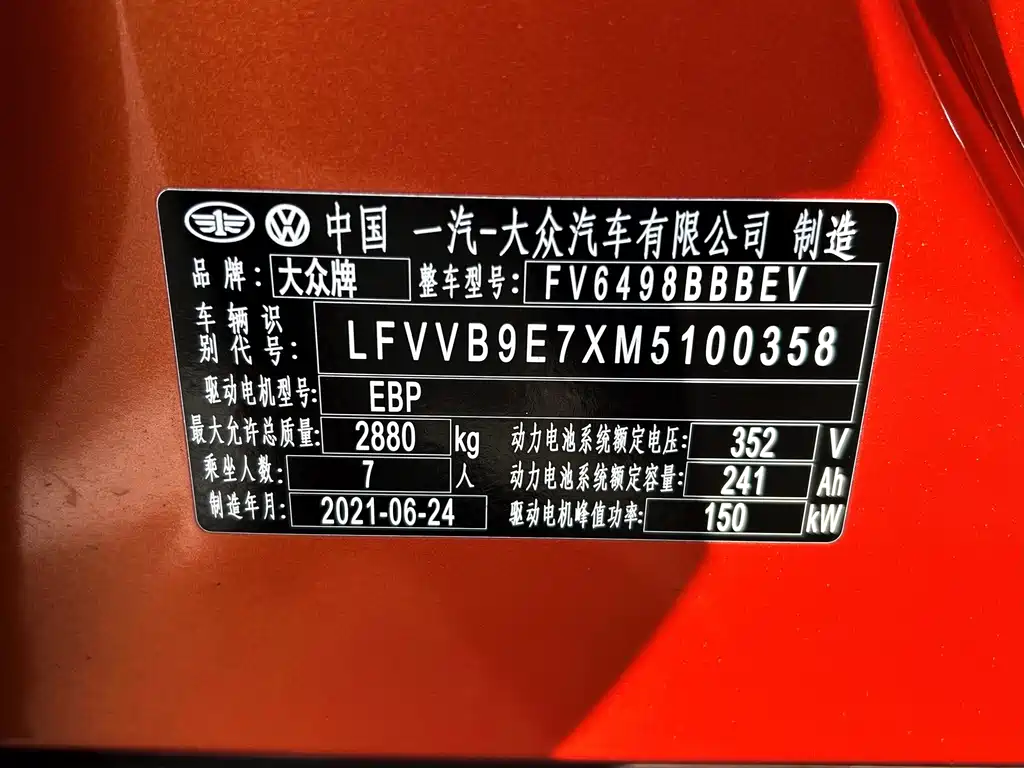 中国 一汽-大众汽车有限公司 制造
品牌: 大众牌 整车型号: FV6498BBBEV
车辆识别代号: LFVVB9E7XM5100358
驱动电机型号: EBP
最大允许总质量: 2880 kg 动力电池系统额定电压: 352 V
乘坐人数: 7 人 动力电池系统额定容量: 241 Ah
制造年月: 2021-06-24 驱动电机峰值功率: 150 kW